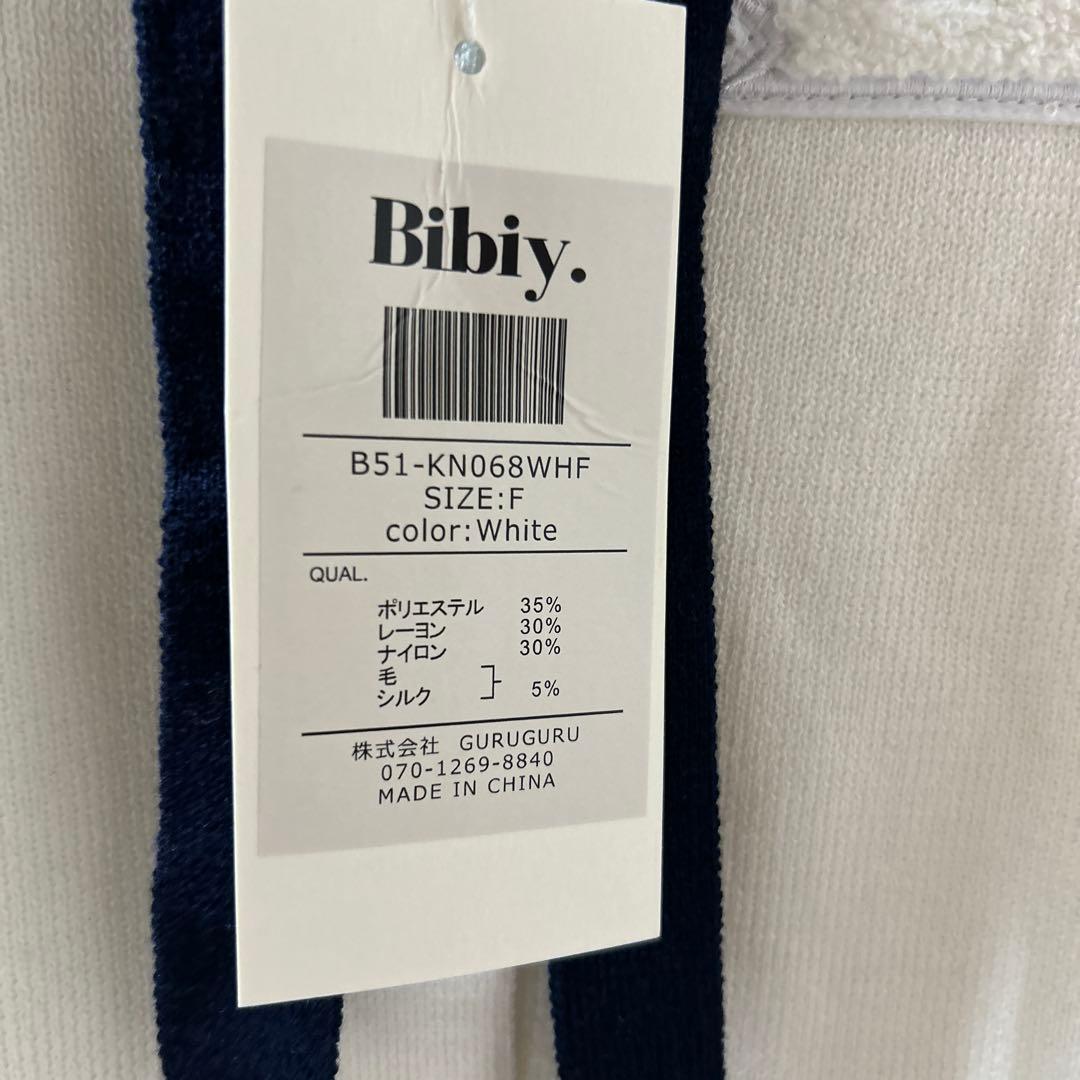 Bibiy.
B51-KN068WHF
SIZE:F
color:White
QUAL.
ポリエステル 35%
レーヨン 30%
ナイロン 30%
毛
シルク 5%
株式会社 GURUGURU
070-1269-8840
MADE IN CHINA